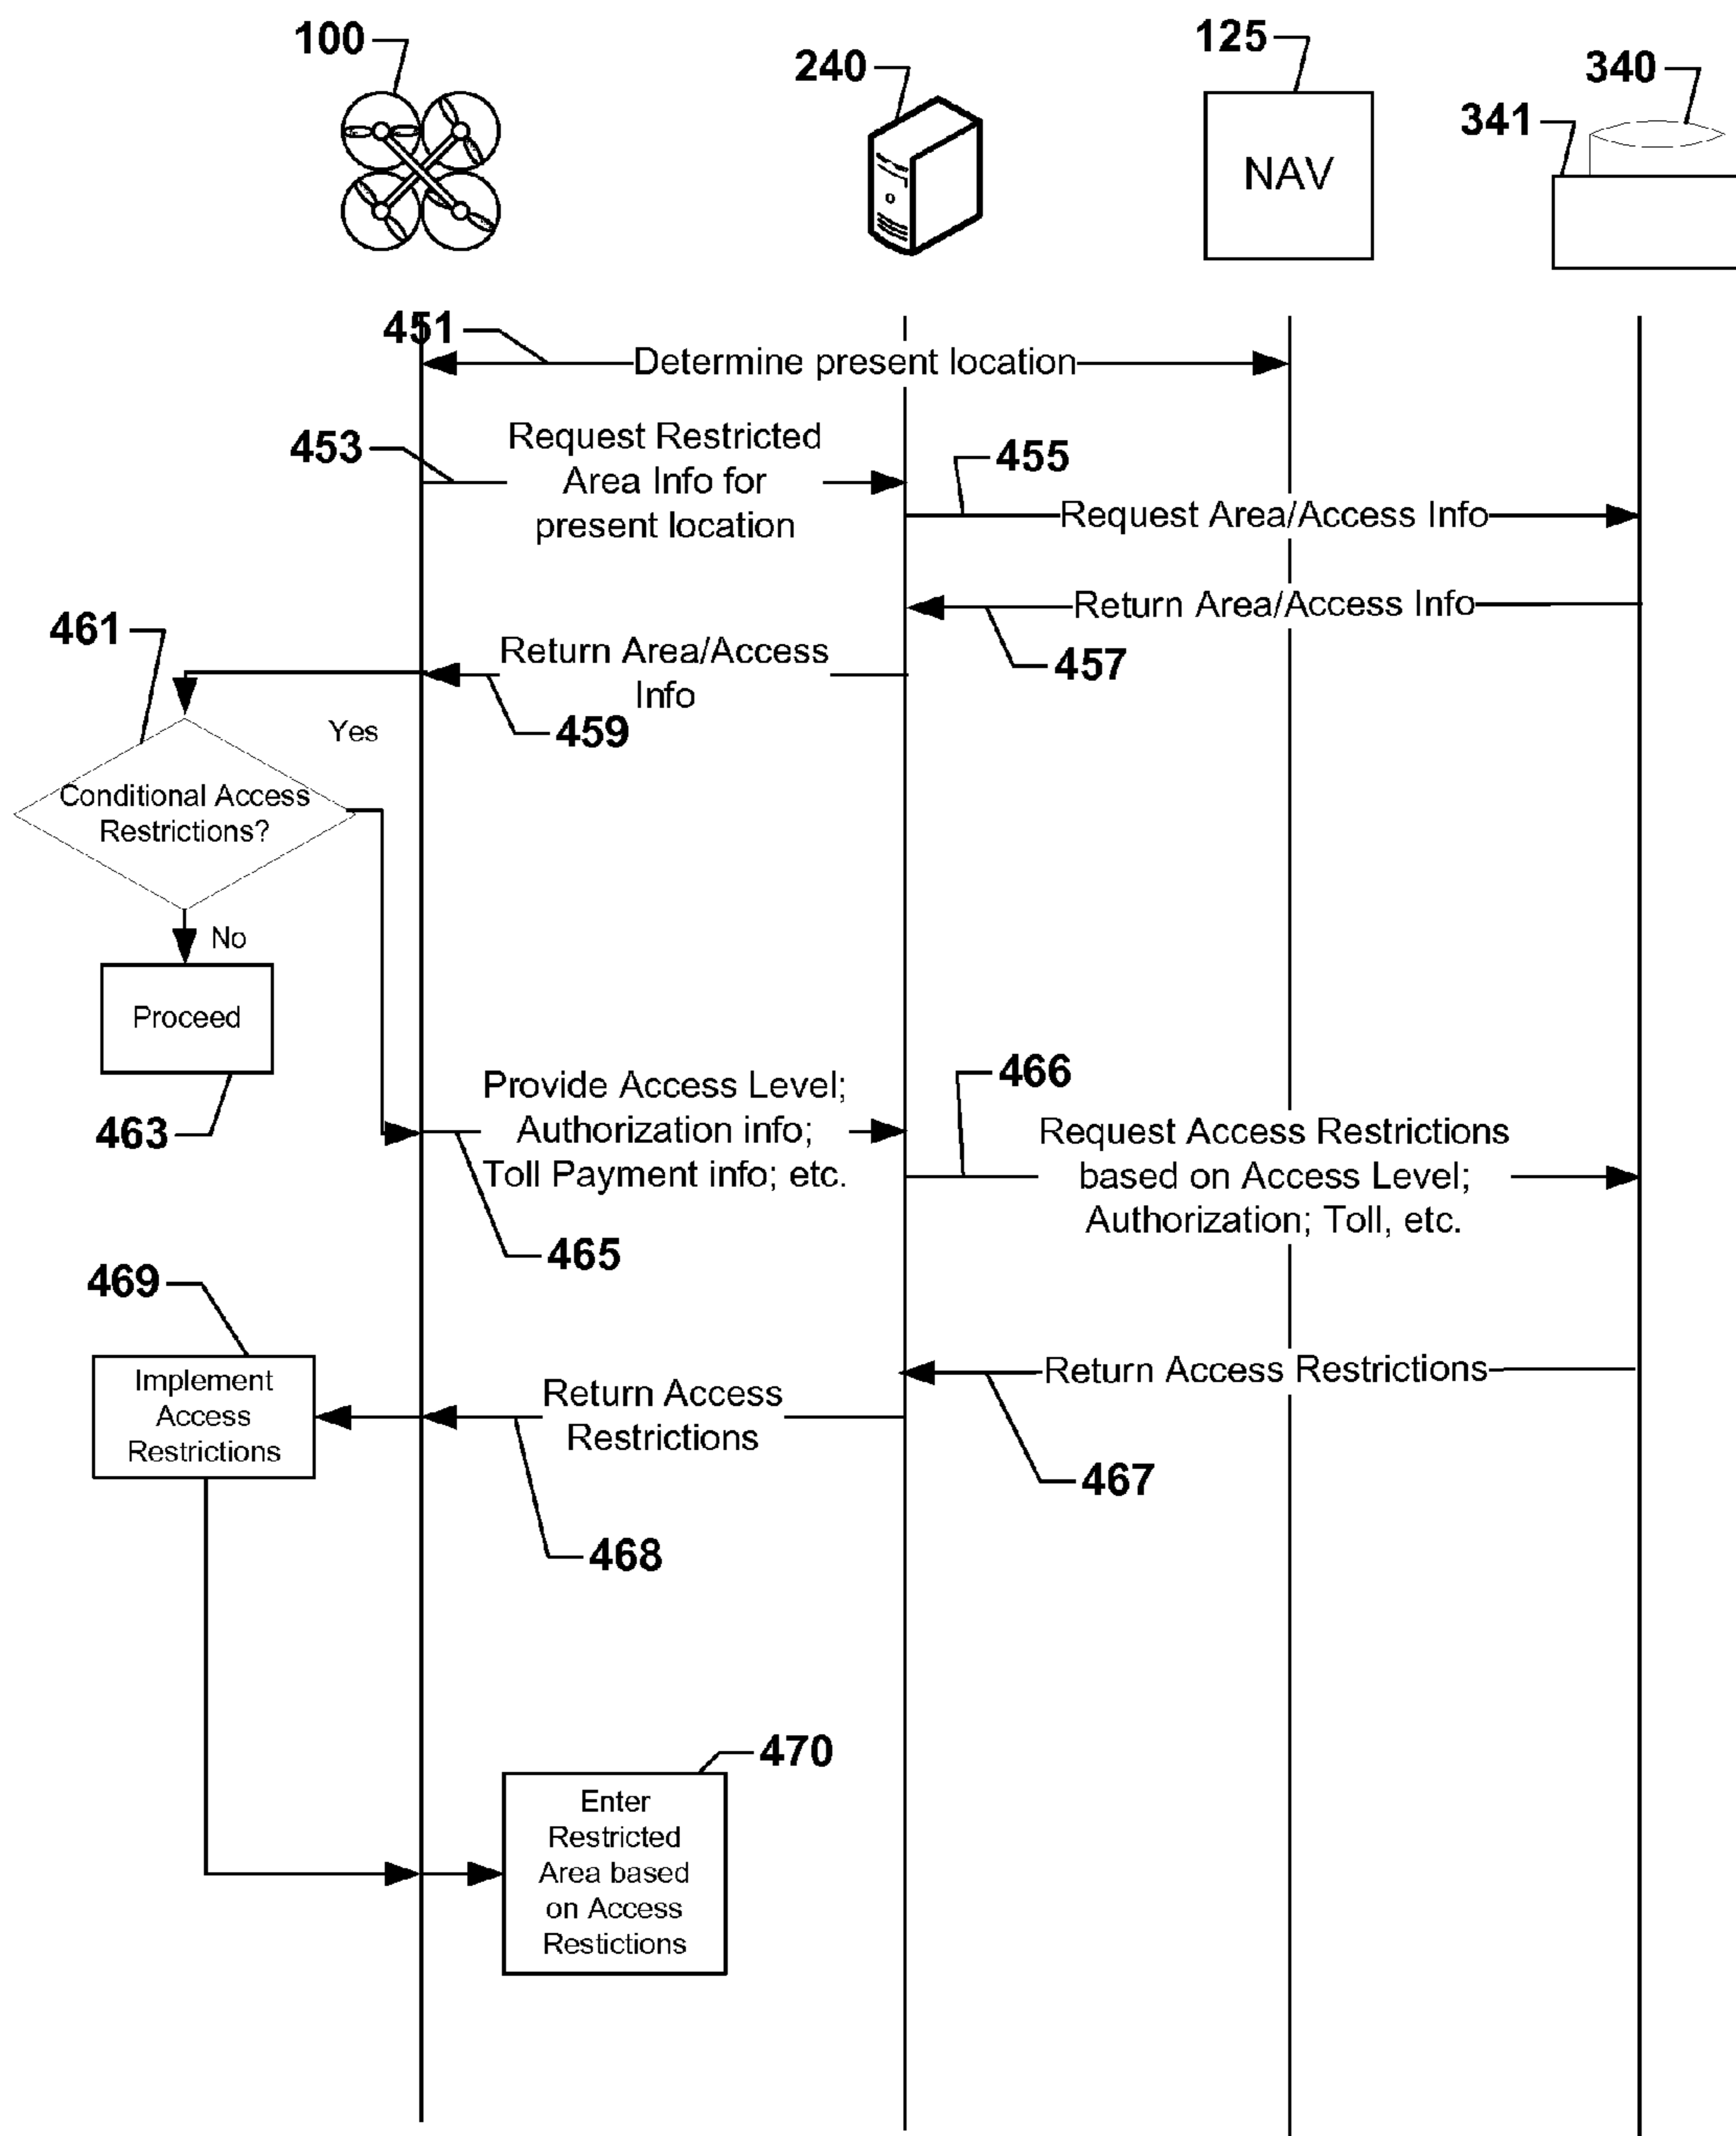 100
240
125
340
341
NAV
451
Determine present location
453
Request Restricted
Area Info for
present location
455
Request Area/Access Info
Return Area/Access Info
457
461
Return Area/Access
Info
459
Yes
Conditional Access
Restrictions?
No
Proceed
463
Provide Access Level;
Authorization info;
Toll Payment info; etc.
465
466
Request Access Restrictions
based on Access Level;
Authorization; Toll, etc.
469
Implement
Access
Restrictions
Return Access Restrictions
467
Return Access
Restrictions
468
470
Enter
Restricted
Area based
on Access
Restictions